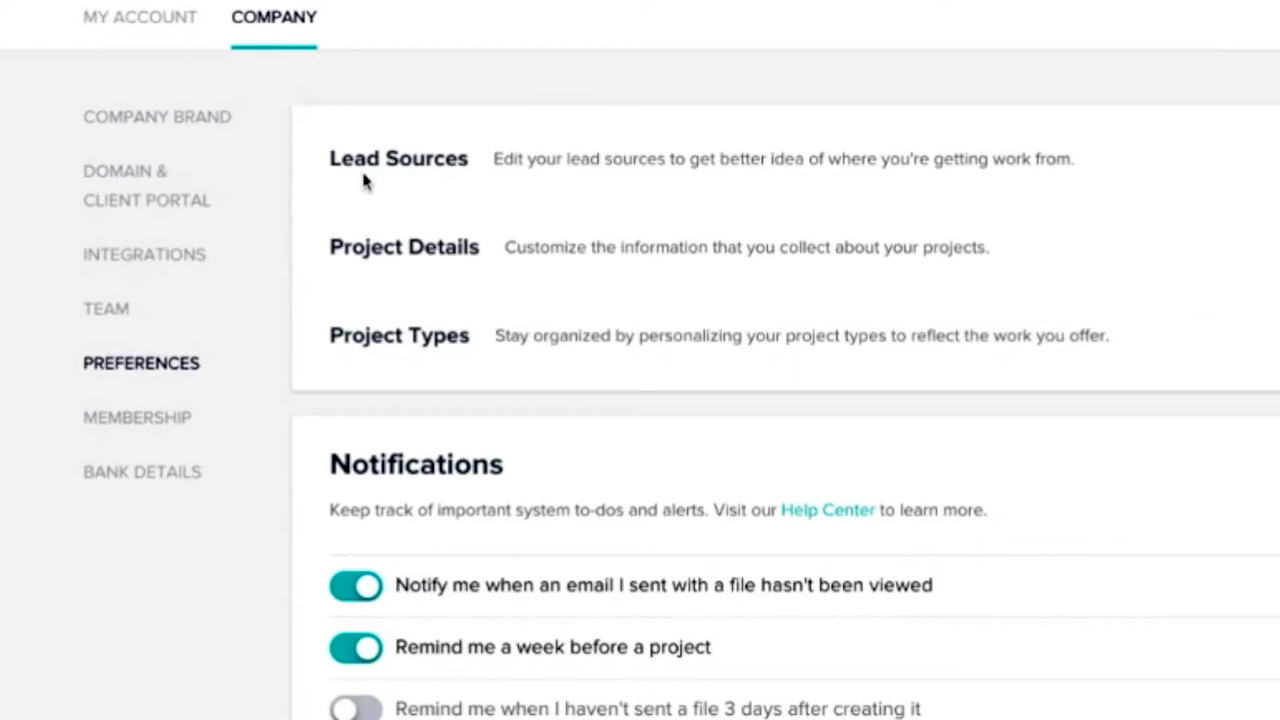 MY ACCOUNT COMPANY
COMPANY BRAND
DOMAIN &
CLIENT PORTAL
INTEGRATIONS
TEAM
PREFERENCES
MEMBERSHIP
BANK DETAILS
Lead Sources Edit your lead sources to get better idea of where you're getting work from.
Project Details Customize the information that you collect about your projects.
Project Types Stay organized by personalizing your project types to reflect the work you offer.
Notifications
Keep track of important system to-dos and alerts. Visit our Help Center to learn more.
Notify me when an email I sent with a file hasn't been viewed
Remind me a week before a project
Remind me when I haven't sent a file 3 days after creating it